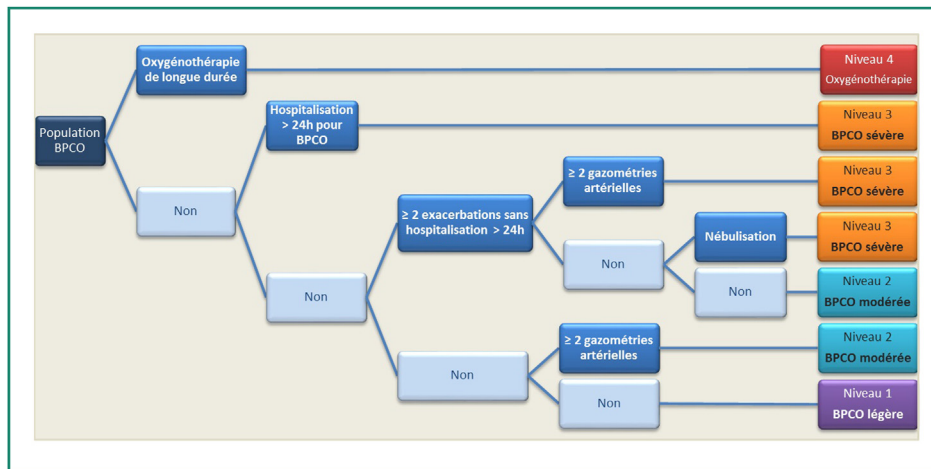 Oxygénothérapie
de longue durée
Niveau 4
Oxygénothérapie
Population
BPCO
Hospitalisation
> 24h pour
BPCO
Niveau 3
BPCO sévère
Non
≥ 2 exacerbations sans
hospitalisation > 24h
≥ 2 gazométries
artérielles
Niveau 3
BPCO sévère
Non
Nébulisation
Niveau 3
BPCO sévère
Non
Non
Niveau 2
BPCO modérée
Non
≥ 2 gazométries
artérielles
Niveau 2
BPCO modérée
Non
Niveau 1
BPCO légère